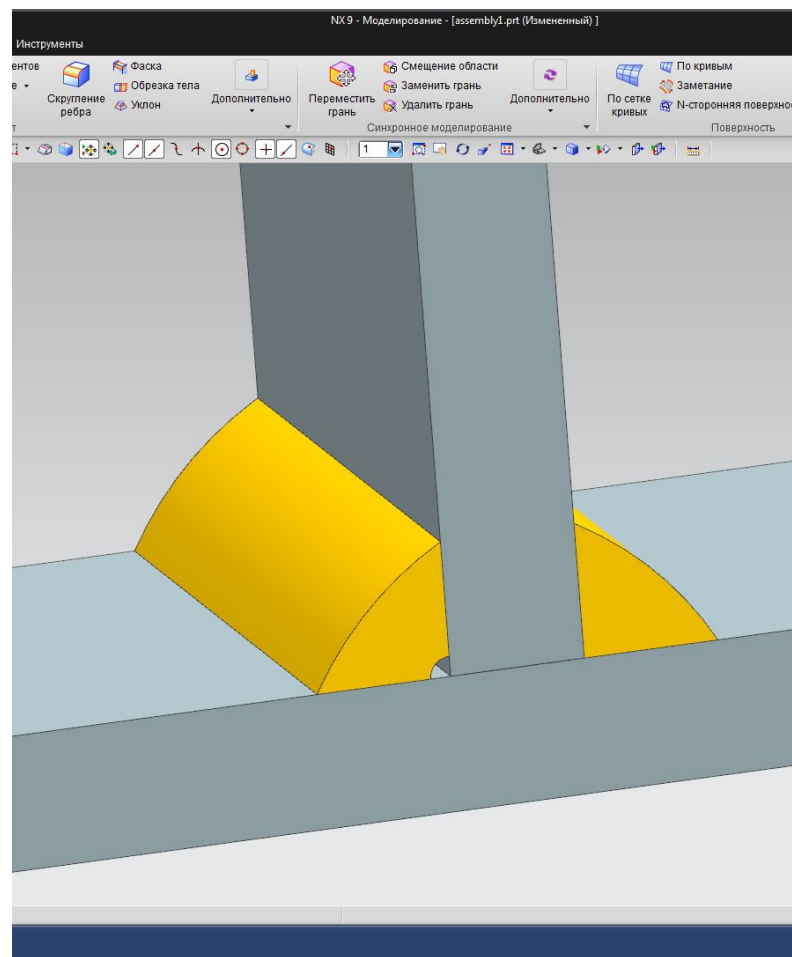 NX 9 - Моделирование - [assembly1.prt (Измененный) ]
Инструменты
ентов
е
Скругление ребра
Фаска
Обрезка тела
Уклон
Дополнительно
Переместить грань
Смещение области
Заменить грань
Удалить грань
Дополнительно
По сетке кривых
По кривым
Заметание
N-сторонняя поверхнос
т
Синхронное моделирование
Поверхность
1